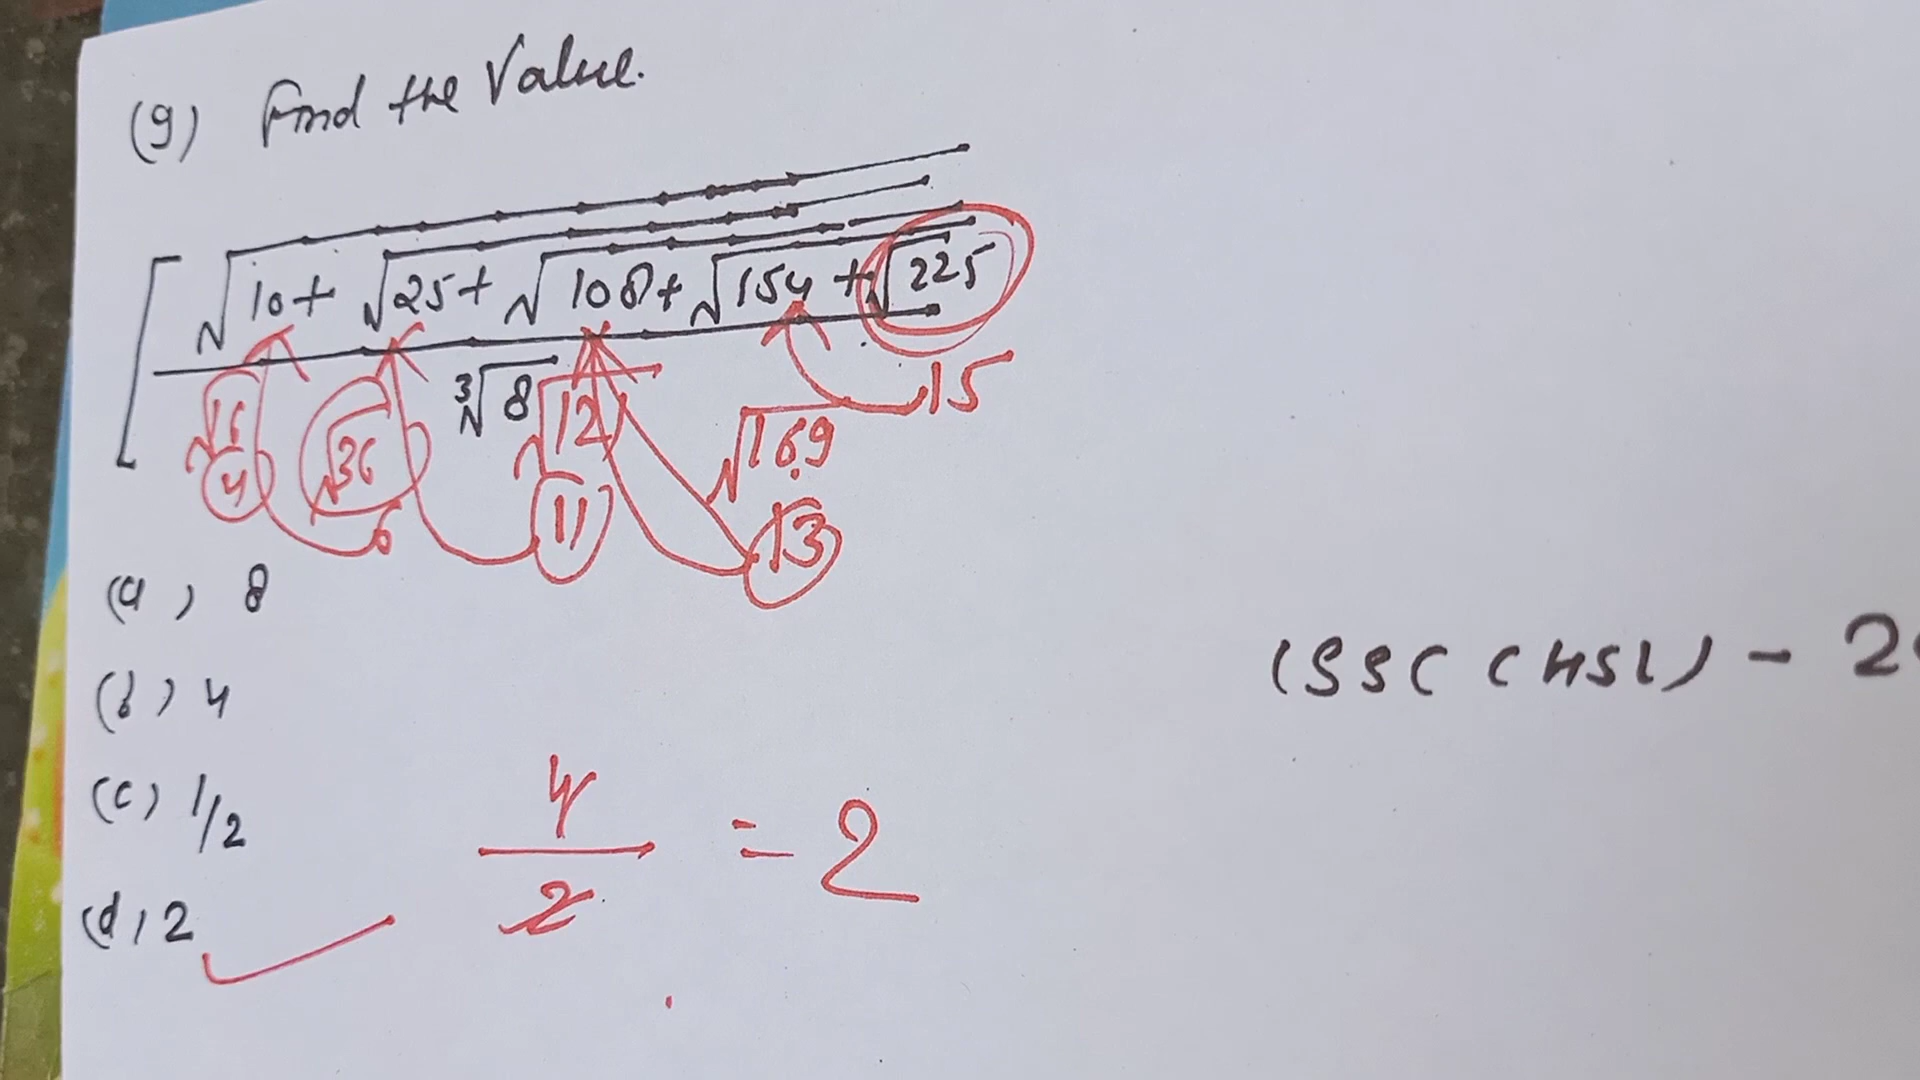 (9) Find the Value.
[ √10+ √25+ √108+ √154 + √225
∛8
√16 4 √36 6 √121 11 √169 13 15
(a) 8
(b) 4
(c) 1/2
(d) 2
4/2 = 2
(SSC CHSL) - 2